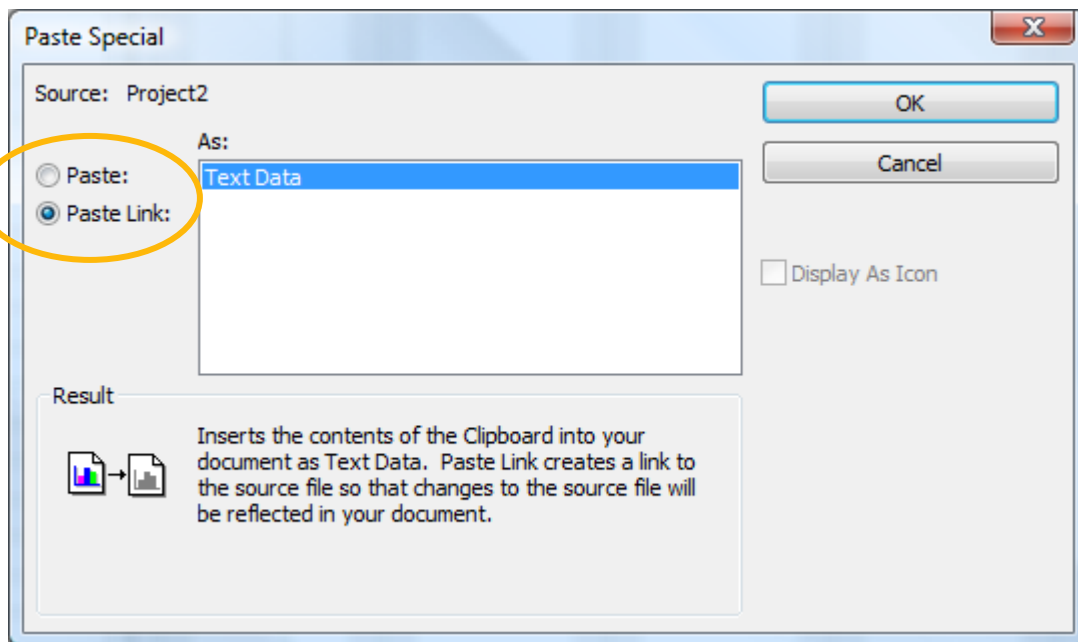 Paste Special
Source: Project2
OK
As:
Cancel
Paste:
Text Data
Paste Link:
Display As Icon
Result
Inserts the contents of the Clipboard into your
document as Text Data. Paste Link creates a link to
the source file so that changes to the source file will
be reflected in your document.